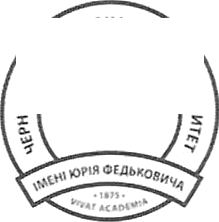 ЧЕРН
ИТЕТ
ІМЕНІ ЮРІЯ ФЕДЬКОВИЧА
• 1875 •
VIVAT ACADEMIA